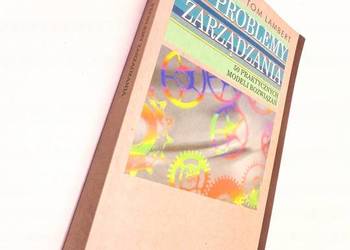 TOM LAMBERT
PROBLEMY
ZARZĄDZANIA
50 PRAKTYCZNYCH
MODELI ROZWIĄZAŃ